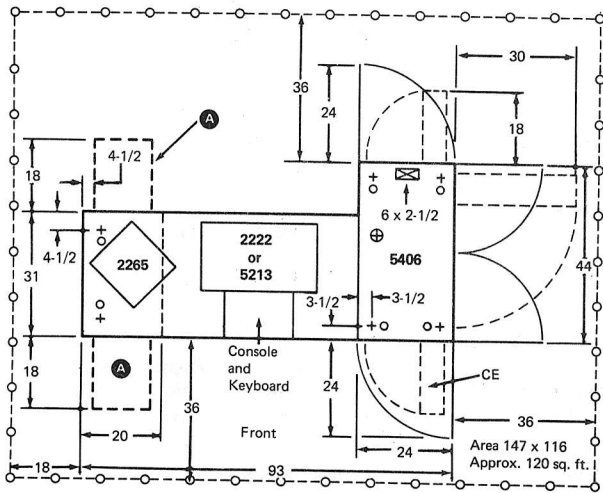 36
24
30
18
A
4-1/2
18
6 x 2-1/2
31
4-1/2
2265
2222
or
5213
5406
44
3-1/2
3-1/2
Console
and
Keyboard
18
A
24
CE
36
20
Front
24
36
Area 147 x 116
Approx. 120 sq. ft.
18
93